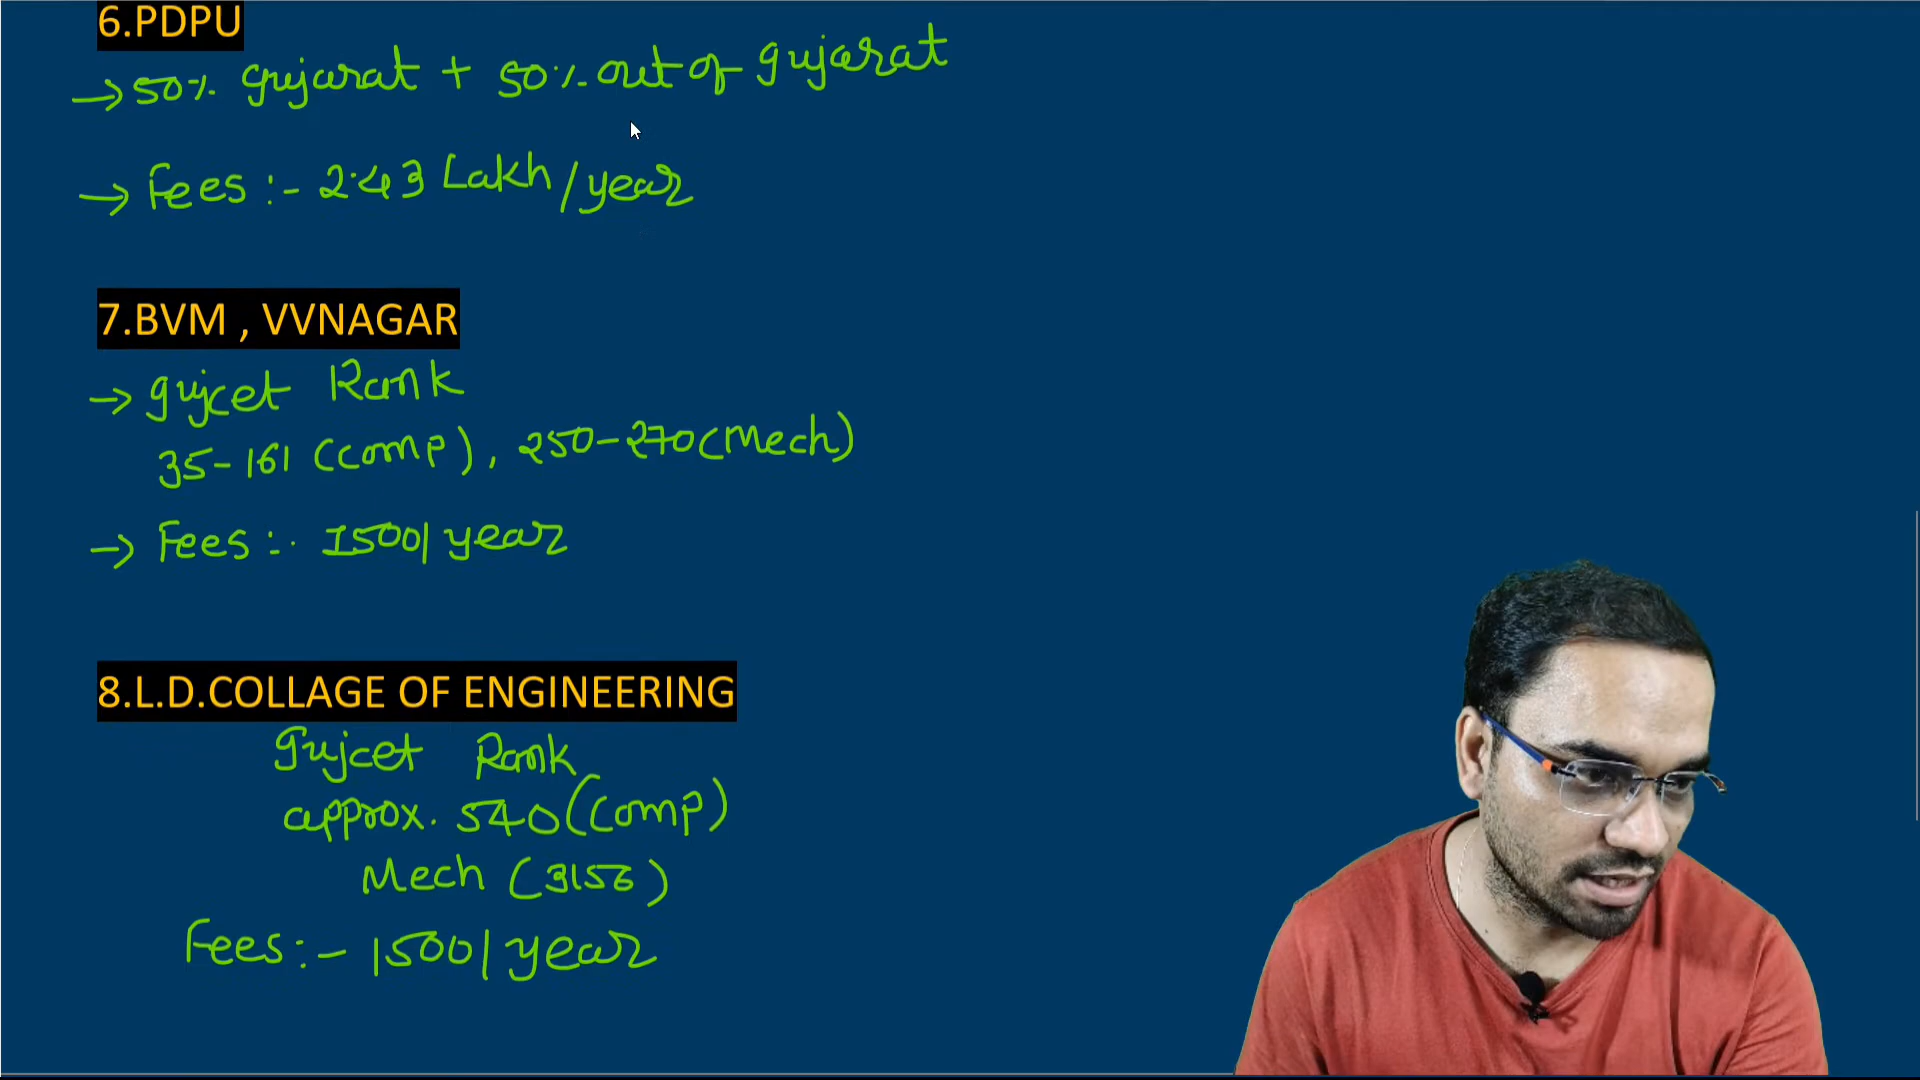 6.PDPU
→ 50% gujarat + 50% out of gujarat
→ Fees :- 2.43 Lakh/year
7.BVM , VVNAGAR
→ gujcet Rank
35-161 (comp), 250-270 (Mech)
→ Fees :- 1500/year
8.L.D.COLLAGE OF ENGINEERING
Gujcet Rank
approx. 540 (Comp)
Mech (3156)
Fees :- 1500/year